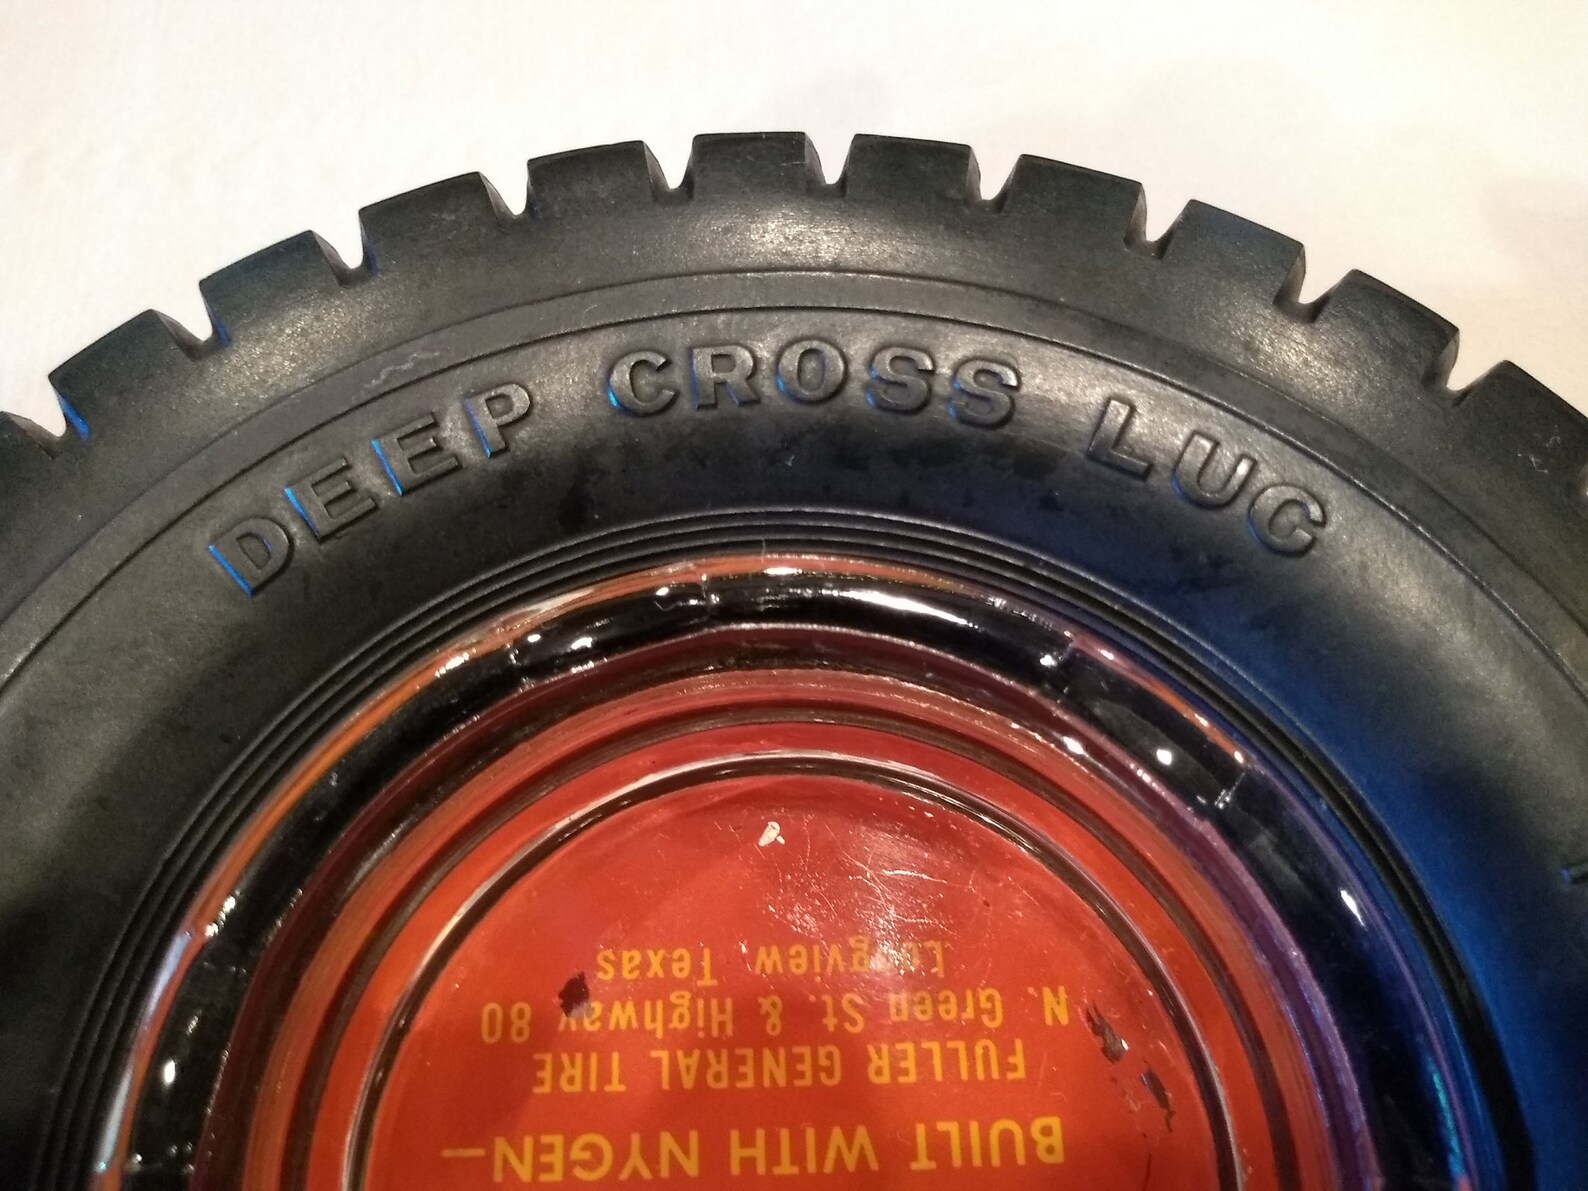 DEEP CROSS LUG
BUILT WITH NYGEN—
FULLER GENERAL TIRE
N. Green St. & Highway 80
Longview, Texas